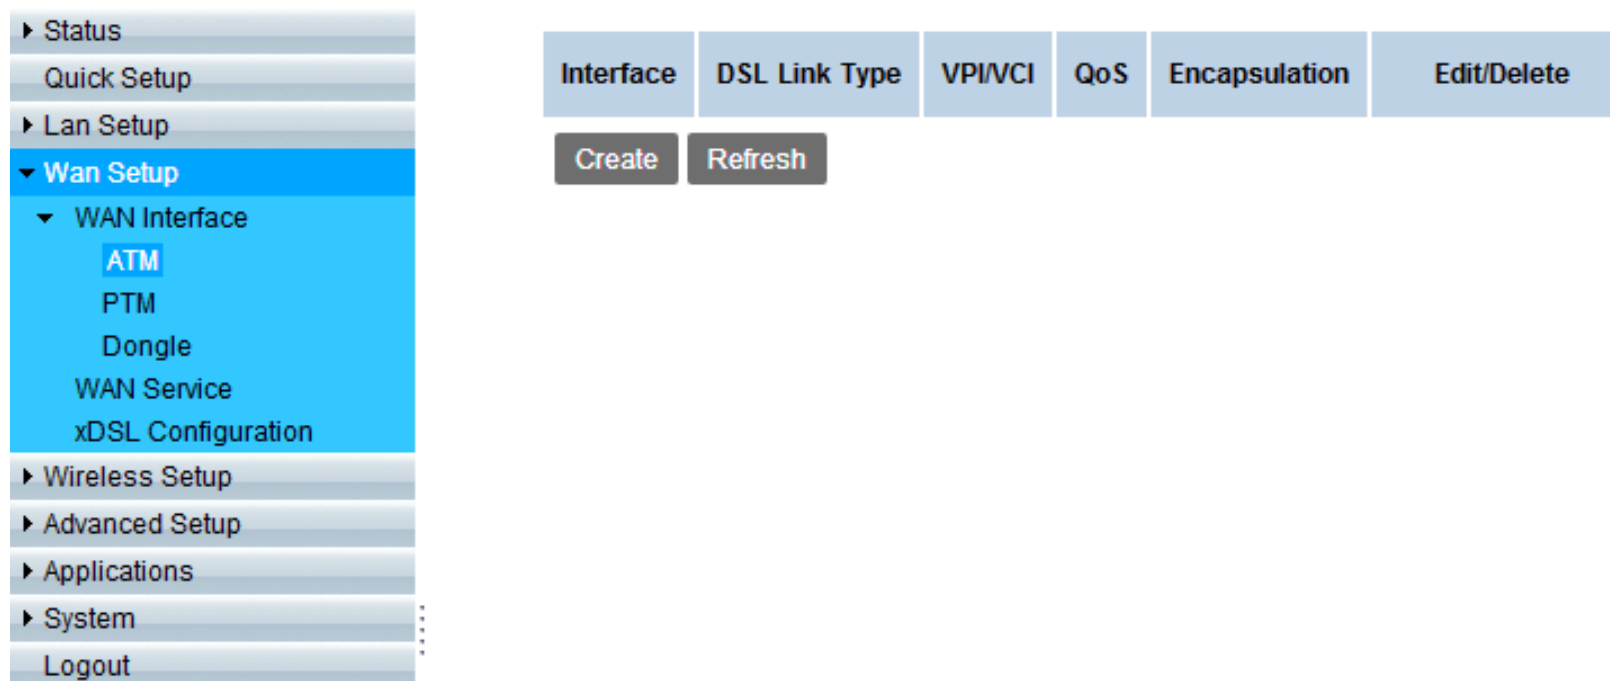 Status
Quick Setup
Lan Setup
Wan Setup
WAN Interface
ATM
PTM
Dongle
WAN Service
xDSL Configuration
Wireless Setup
Advanced Setup
Applications
System
Logout
Interface DSL Link Type VPI/VCI QoS Encapsulation Edit/Delete
Create Refresh